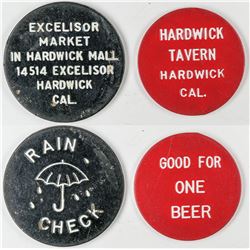 EXCELISOR
MARKET
IN HARDWICK MALL
14514 EXCELISOR
HARDWICK
CAL.
HARDWICK
TAVERN
HARDWICK
CAL.
RAIN
CHECK
GOOD FOR
ONE
BEER